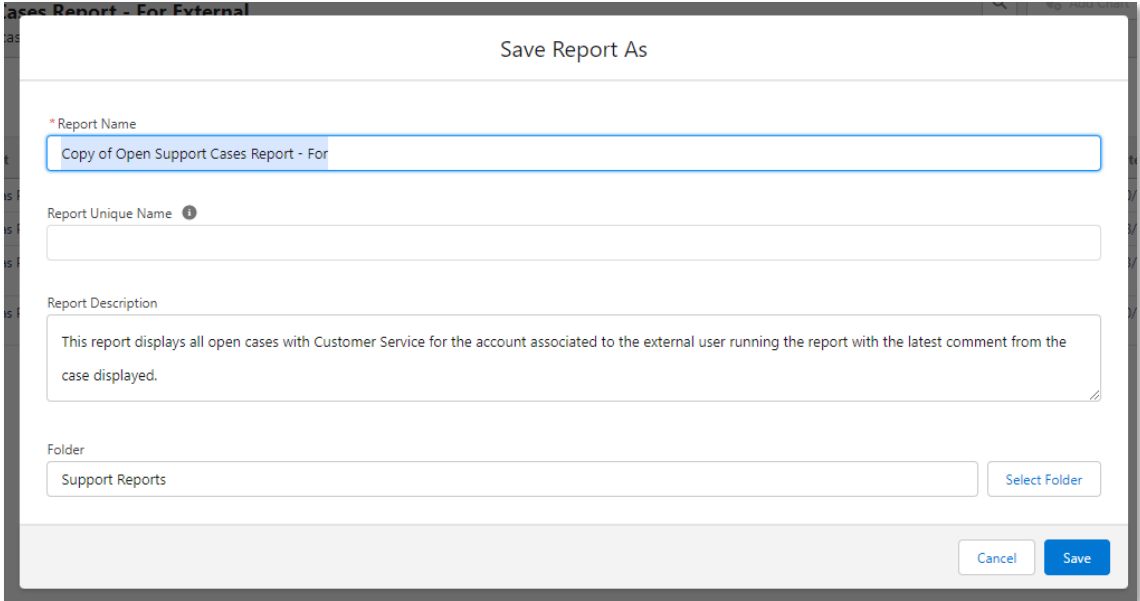 Cases Report - For External
Add Chart
Save Report As
* Report Name
Copy of Open Support Cases Report - For
Report Unique Name
Report Description
This report displays all open cases with Customer Service for the account associated to the external user running the report with the latest comment from the
case displayed.
Folder
Support Reports
Select Folder
Cancel
Save